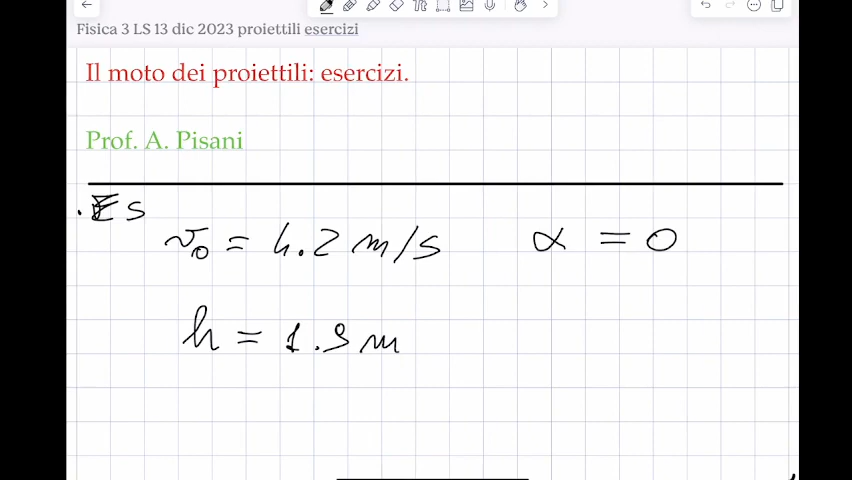 Fisica 3 LS 13 dic 2023 proiettili esercizi
Il moto dei proiettili: esercizi.
Prof. A. Pisani
. Es
v₀ = 4.2 m/s α = 0
h = 1.9 m